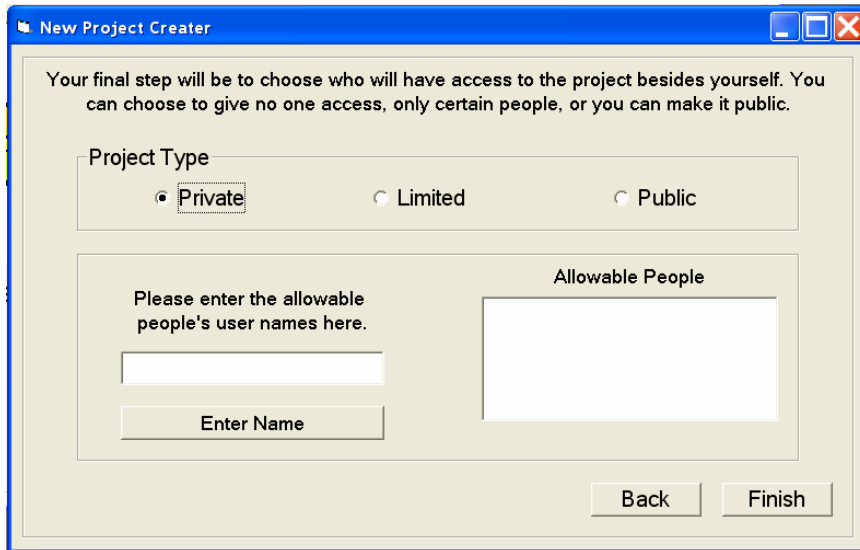 New Project Creater
Your final step will be to choose who will have access to the project besides yourself. You
can choose to give no one access, only certain people, or you can make it public.
Project Type
Private
Limited
Public
Please enter the allowable
people's user names here.
Allowable People
Enter Name
Back
Finish